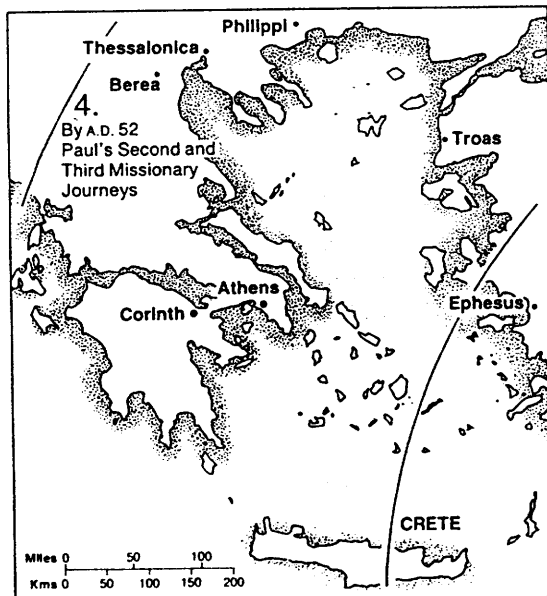 Philippi
Thessalonica
Berea
4.
By A.D. 52
Paul's Second and
Third Missionary
Journeys
Troas
Athens
Corinth
Ephesus
CRETE
Miles 0 50 100
Kms 0 50 100 150 200